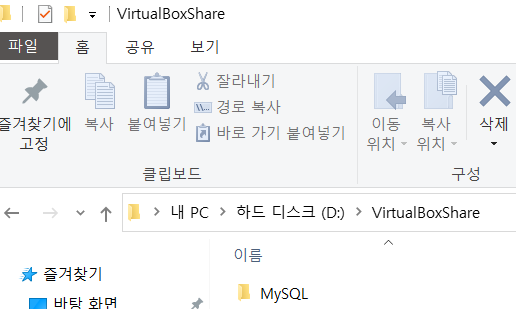 VirtualBoxShare
파일 홈 공유 보기
즐겨찾기에 고정
복사
붙여넣기
잘라내기
경로 복사
바로 가기 붙여넣기
이동 위치
복사 위치
삭제
클립보드
구성
내 PC 하드 디스크 (D:) VirtualBoxShare
이름
즐겨찾기
MySQL
바탕 화면